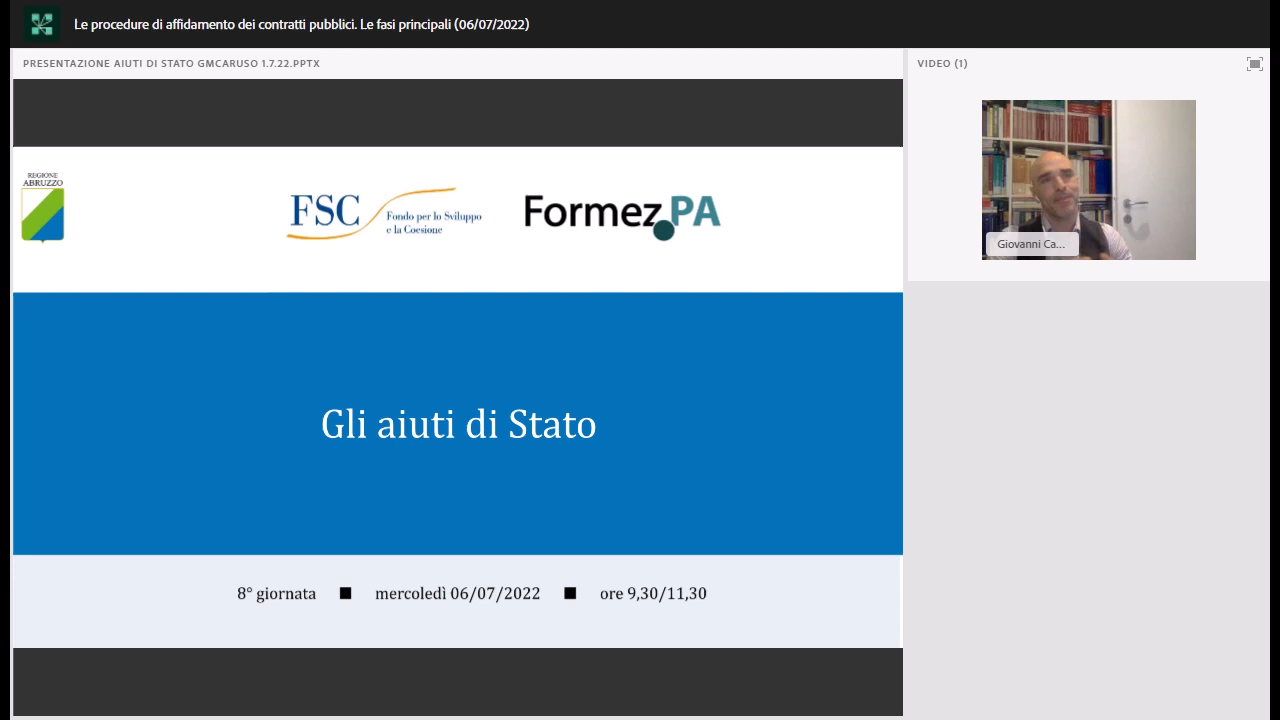 Le procedure di affidamento dei contratti pubblici. Le fasi principali (06/07/2022)
PRESENTAZIONE AIUTI DI STATO GMCARUSO 1.7.22.PPTX
VIDEO (1)
REGIONE
ABRUZZO
FSC
Fondo per lo Sviluppo
e la Coesione
Formez.PA
Giovanni Ca...
Gli aiuti di Stato
8° giornata ■ mercoledì 06/07/2022 ■ ore 9,30/11,30